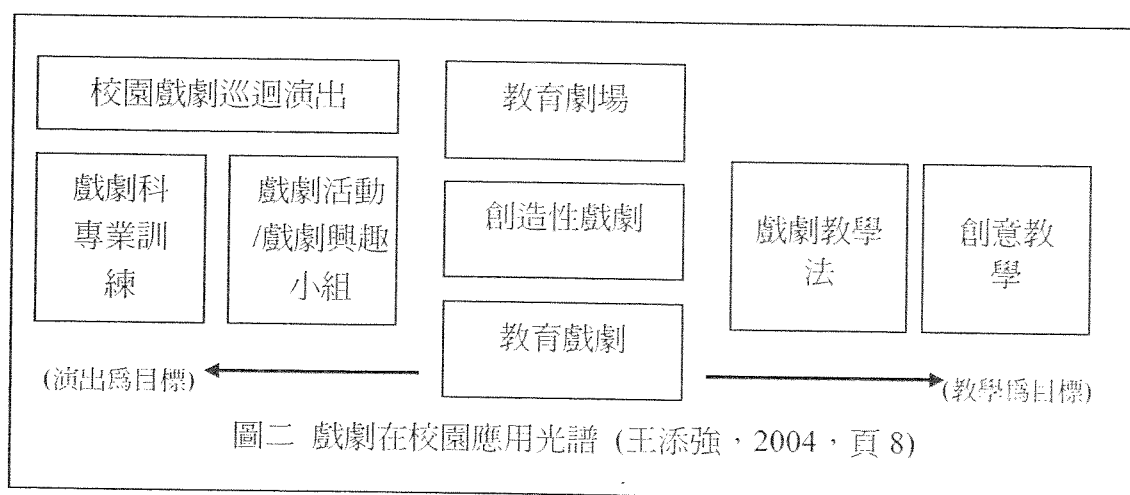 校園戲劇巡迴演出
戲劇科
專業訓
練
戲劇活動
/戲劇興趣
小組
教育劇場
創造性戲劇
教育戲劇
戲劇教學
法
創意教
學
(演出爲目標)
(教學爲目標)
圖二 戲劇在校園應用光譜 (王添強，2004，頁 8)